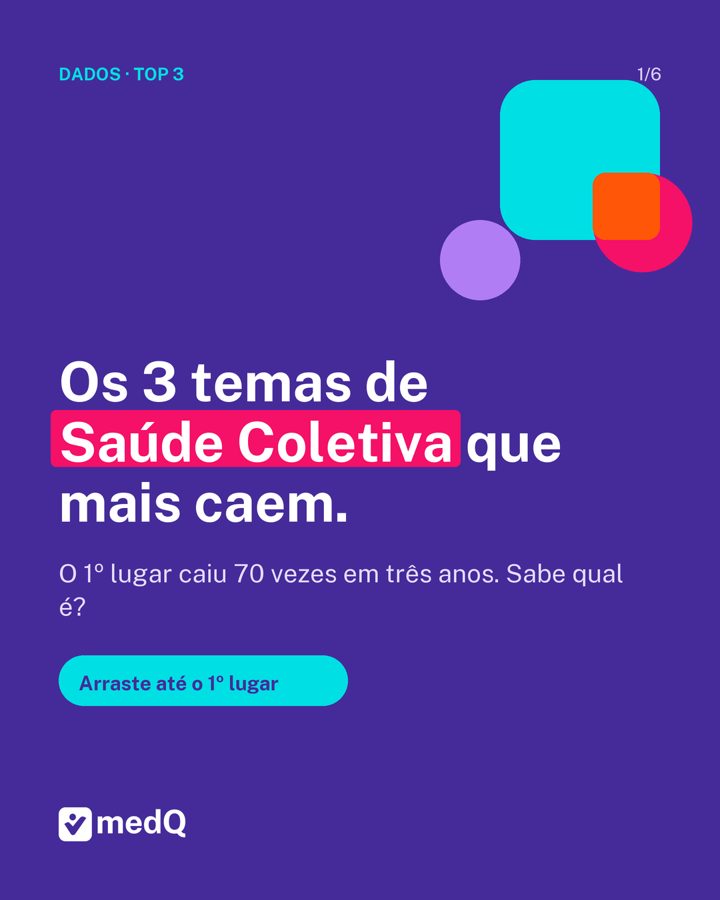 DADOS · TOP 3
1/6
Os 3 temas de
Saúde Coletiva que
mais caem.
O 1º lugar caiu 70 vezes em três anos. Sabe qual
é?
Arraste até o 1º lugar
medQ